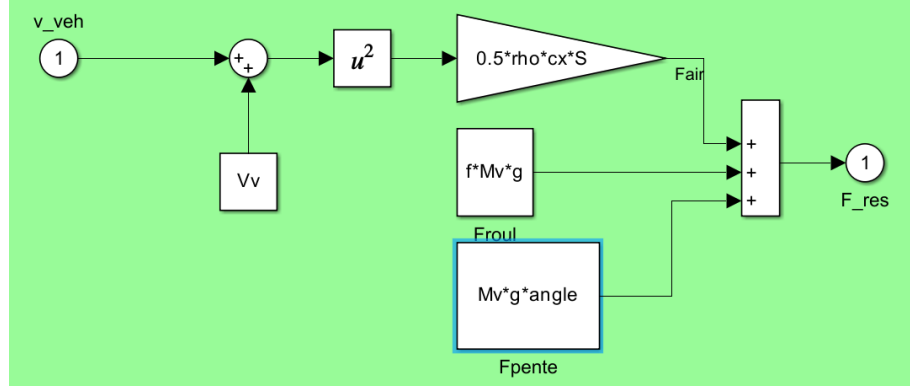 v_veh
1
+
+
u²
0.5*rho*cx*S
Fair
Vv
f*Mv*g
Froul
Mv*g*angle
Fpente
+
+
+
1
F_res